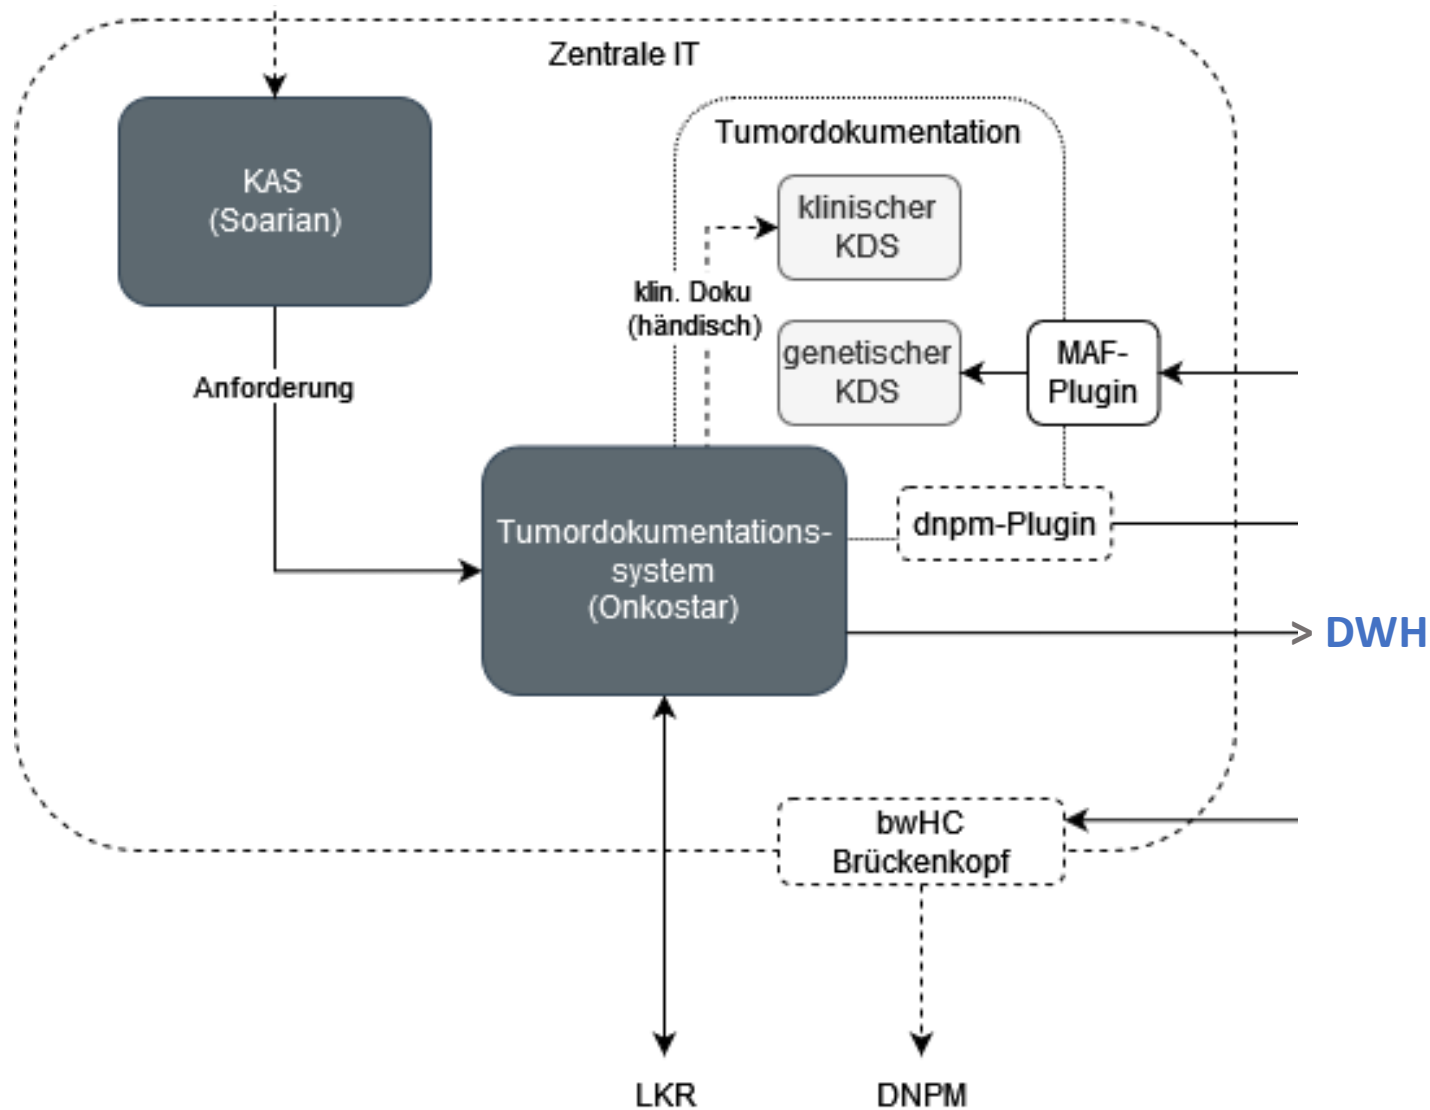 Zentrale IT
Tumordokumentation
KAS
(Soarian)
klinischer
KDS
klin. Doku
(händisch)
genetischer
KDS
MAF-
Plugin
Anforderung
Tumordokumentations-
system
(Onkostar)
dnpm-Plugin
> DWH
bwHC
Brückenkopf
LKR
DNPM